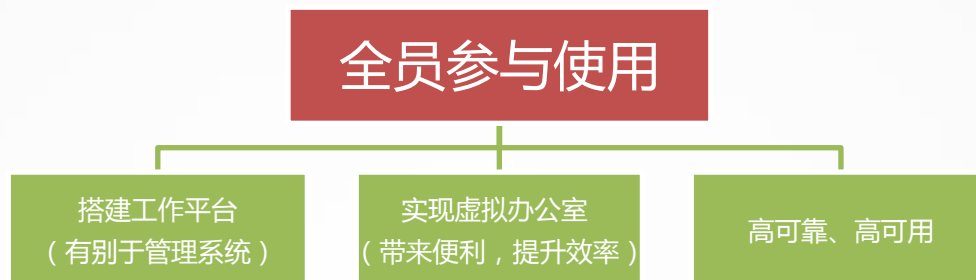 全员参与使用
搭建工作平台
（有别于管理系统）
实现虚拟办公室
（带来便利，提升效率）
高可靠、高可用